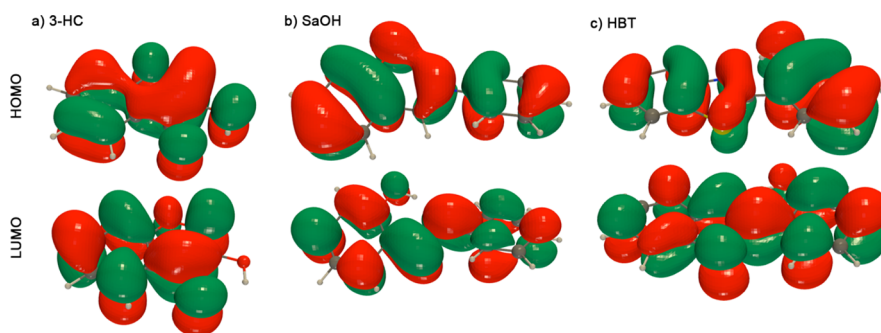 a) 3-HC
b) SaOH
c) HBT
HOMO
LUMO